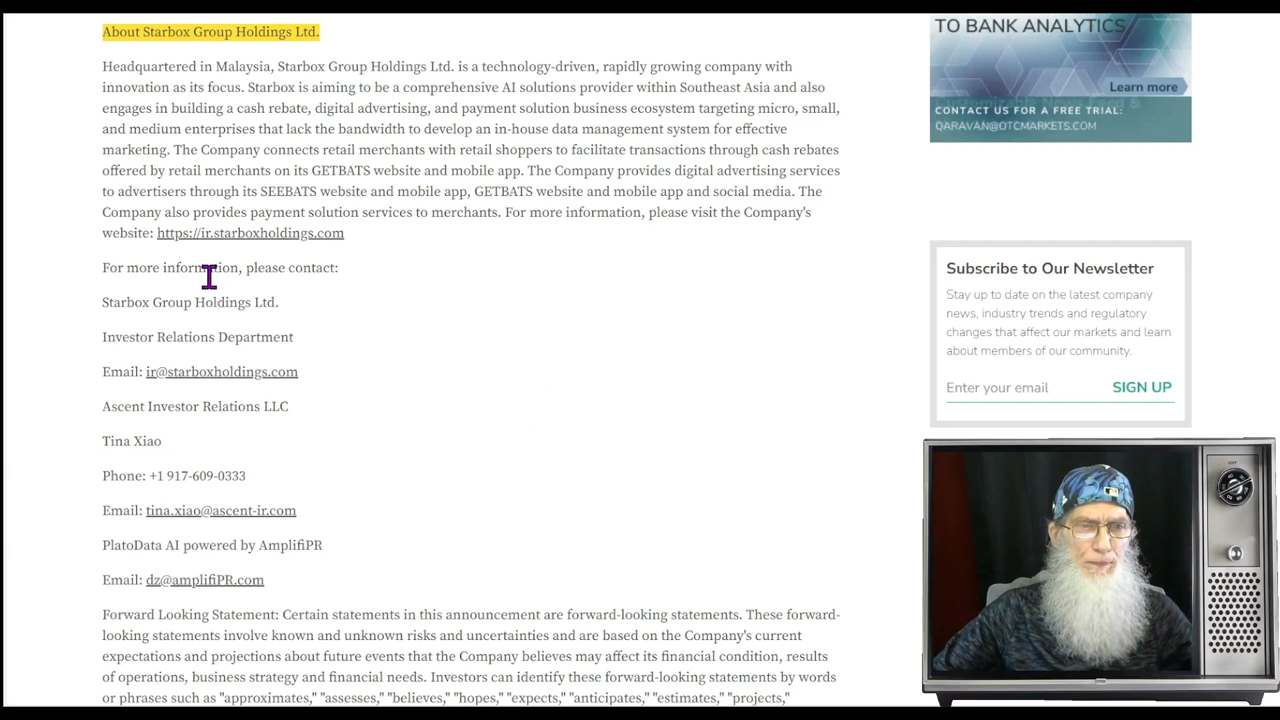 About Starbox Group Holdings Ltd.
Headquartered in Malaysia, Starbox Group Holdings Ltd. is a technology-driven, rapidly growing company with
innovation as its focus. Starbox is aiming to be a comprehensive AI solutions provider within Southeast Asia and also
engages in building a cash rebate, digital advertising, and payment solution business ecosystem targeting micro, small,
and medium enterprises that lack the bandwidth to develop an in-house data management system for effective
marketing. The Company connects retail merchants with retail shoppers to facilitate transactions through cash rebates
offered by retail merchants on its GETBATS website and mobile app. The Company provides digital advertising services
to advertisers through its SEEBATS website and mobile app, GETBATS website and mobile app and social media. The
Company also provides payment solution services to merchants. For more information, please visit the Company's
website: https://ir.starboxholdings.com
For more information, please contact:
Starbox Group Holdings Ltd.
Investor Relations Department
Email: ir@starboxholdings.com
Ascent Investor Relations LLC
Tina Xiao
Phone: +1 917-609-0333
Email: tina.xiao@ascent-ir.com
PlatoData AI powered by AmplifiPR
Email: dz@amplifiPR.com
Forward Looking Statement: Certain statements in this announcement are forward-looking statements. These forward-
looking statements involve known and unknown risks and uncertainties and are based on the Company's current
expectations and projections about future events that the Company believes may affect its financial condition, results
of operations, business strategy and financial needs. Investors can identify these forward-looking statements by words
or phrases such as "approximates," "assesses," "believes," "hopes," "expects," "anticipates," "estimates," "projects,"
TO BANK ANALYTICS
Learn more
CONTACT US FOR A FREE TRIAL:
QARAVAN@OTCMARKETS.COM
Subscribe to Our Newsletter
Stay up to date on the latest company
news, industry trends and regulatory
changes that affect our markets and learn
about members of our community.
Enter your email SIGN UP